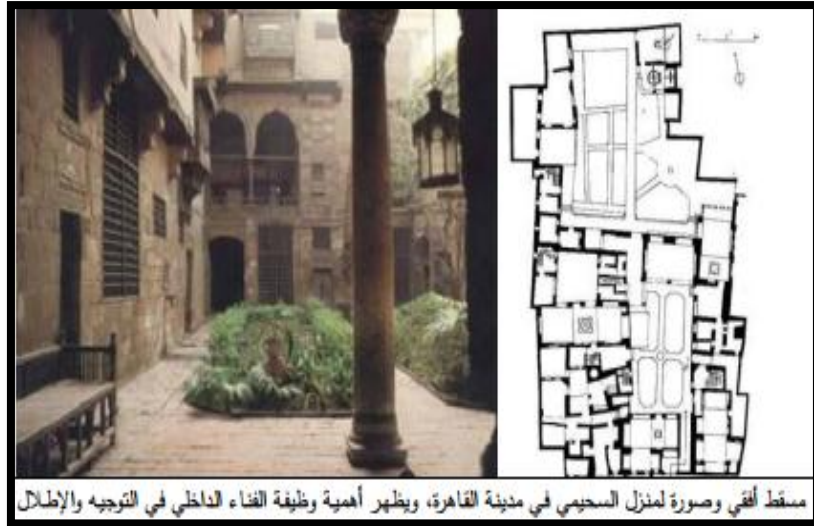 مسقط أفقي وصورة لمنزل السحيمي في مدينة القاهرة، ويظهر أهمية وظيفة الفناء الداخلي في التوجيه والإطلال